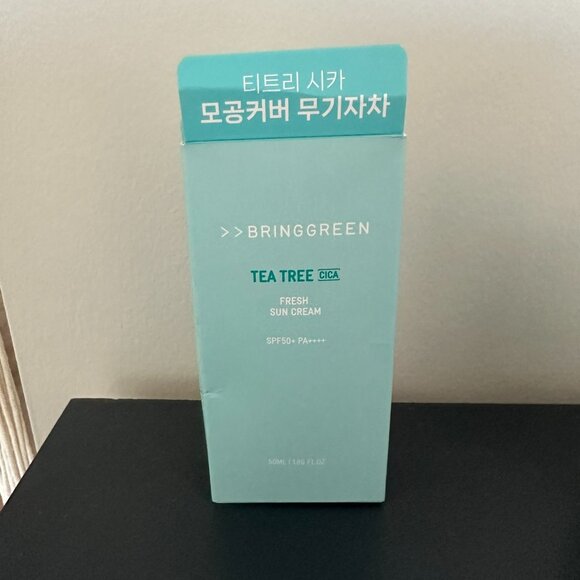 티트리 시카
모공커버 무기자차
>>BRINGGREEN
TEA TREE CICA
FRESH
SUN CREAM
SPF50+ PA++++
50ML / 1.69 FL.OZ